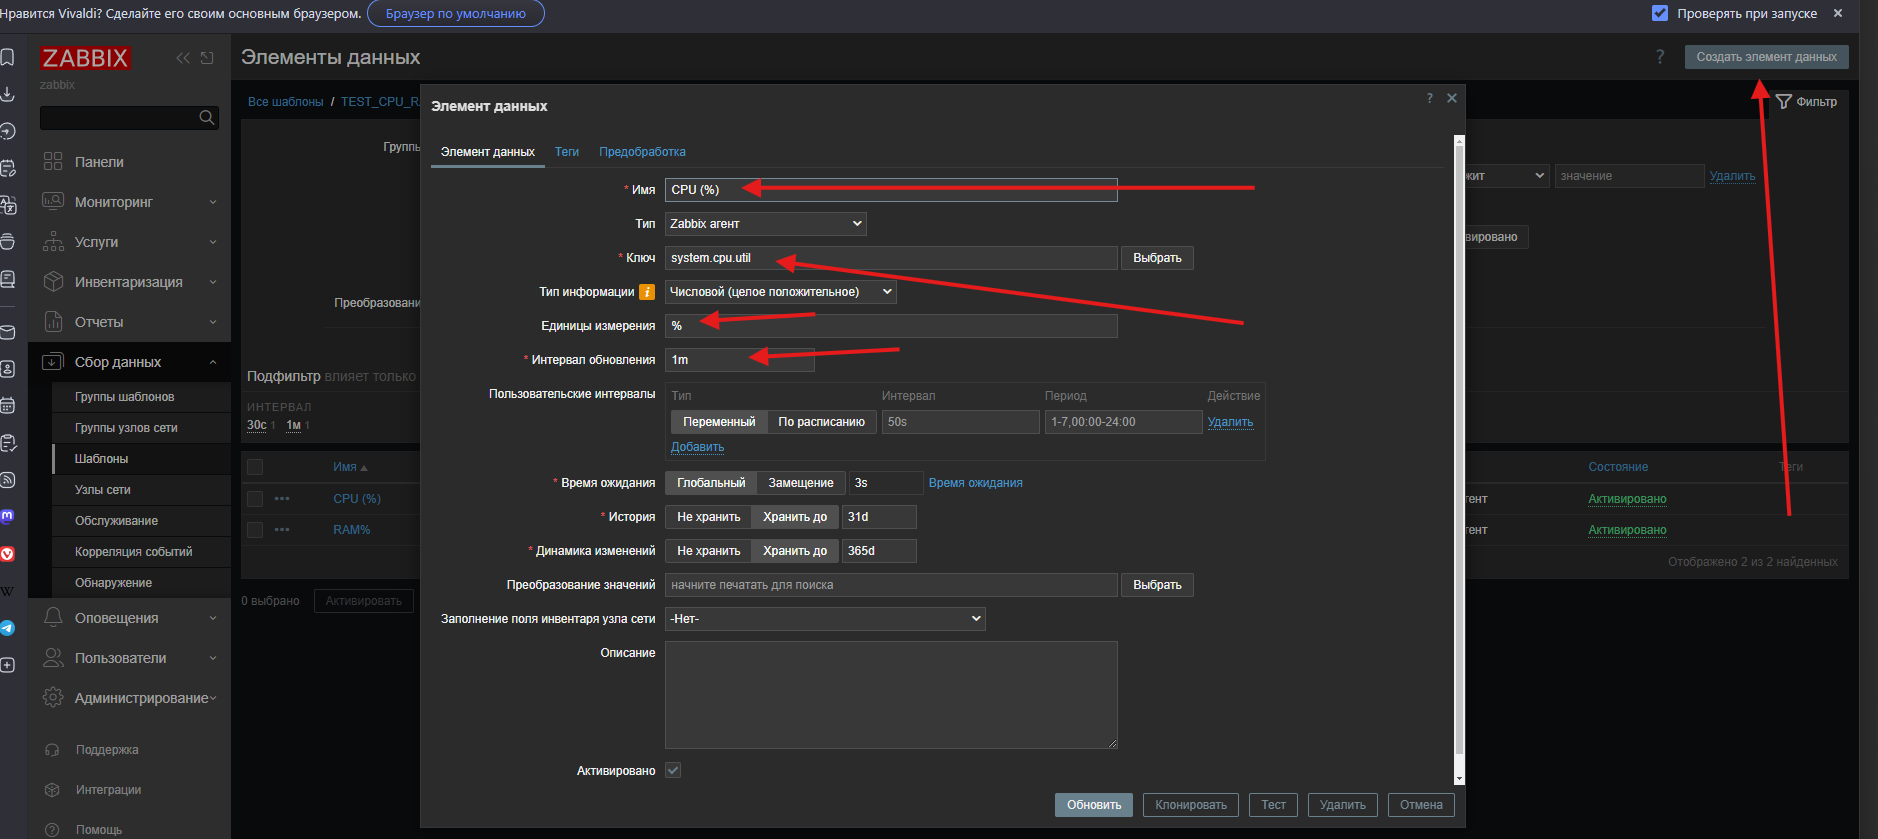 Нравится Vivaldi? Сделайте его своим основным браузером. Браузер по умолчанию Проверять при запуске
ZABBIX
zabbix
Элементы данных ? Создать элемент данных
Все шаблоны / TEST_CPU_RA
Фильтр
Панели
Мониторинг
Услуги
Инвентаризация
Отчеты
Сбор данных
Группы шаблонов
Группы узлов сети
Шаблоны
Узлы сети
Обслуживание
Корреляция событий
Обнаружение
Оповещения
Пользователи
Администрирование
Поддержка
Интеграции
Помощь
Группы
Преобразовани
Подфильтр влияет только
ИНТЕРВАЛ
30с 1 1м 1
Имя
CPU (%)
RAM%
0 выбрано Активировать
Элемент данных ?
Элемент данных Теги Предобработка
* Имя CPU (%)
Тип Zabbix агент
* Ключ system.cpu.util Выбрать
Тип информации i Числовой (целое положительное)
Единицы измерения %
* Интервал обновления 1m
Пользовательские интервалы Тип Интервал Период Действие
Переменный По расписанию 50s 1-7,00:00-24:00 Удалить
Добавить
* Время ожидания Глобальный Замещение 3s Время ожидания
* История Не хранить Хранить до 31d
* Динамика изменений Не хранить Хранить до 365d
Преобразование значений начните печатать для поиска Выбрать
Заполнение поля инвентаря узла сети -Нет-
Описание
Активировано
Обновить Клонировать Тест Удалить Отмена
жит значение Удалить
вировано
Состояние Теги
гент Активировано
гент Активировано
Отображено 2 из 2 найденных